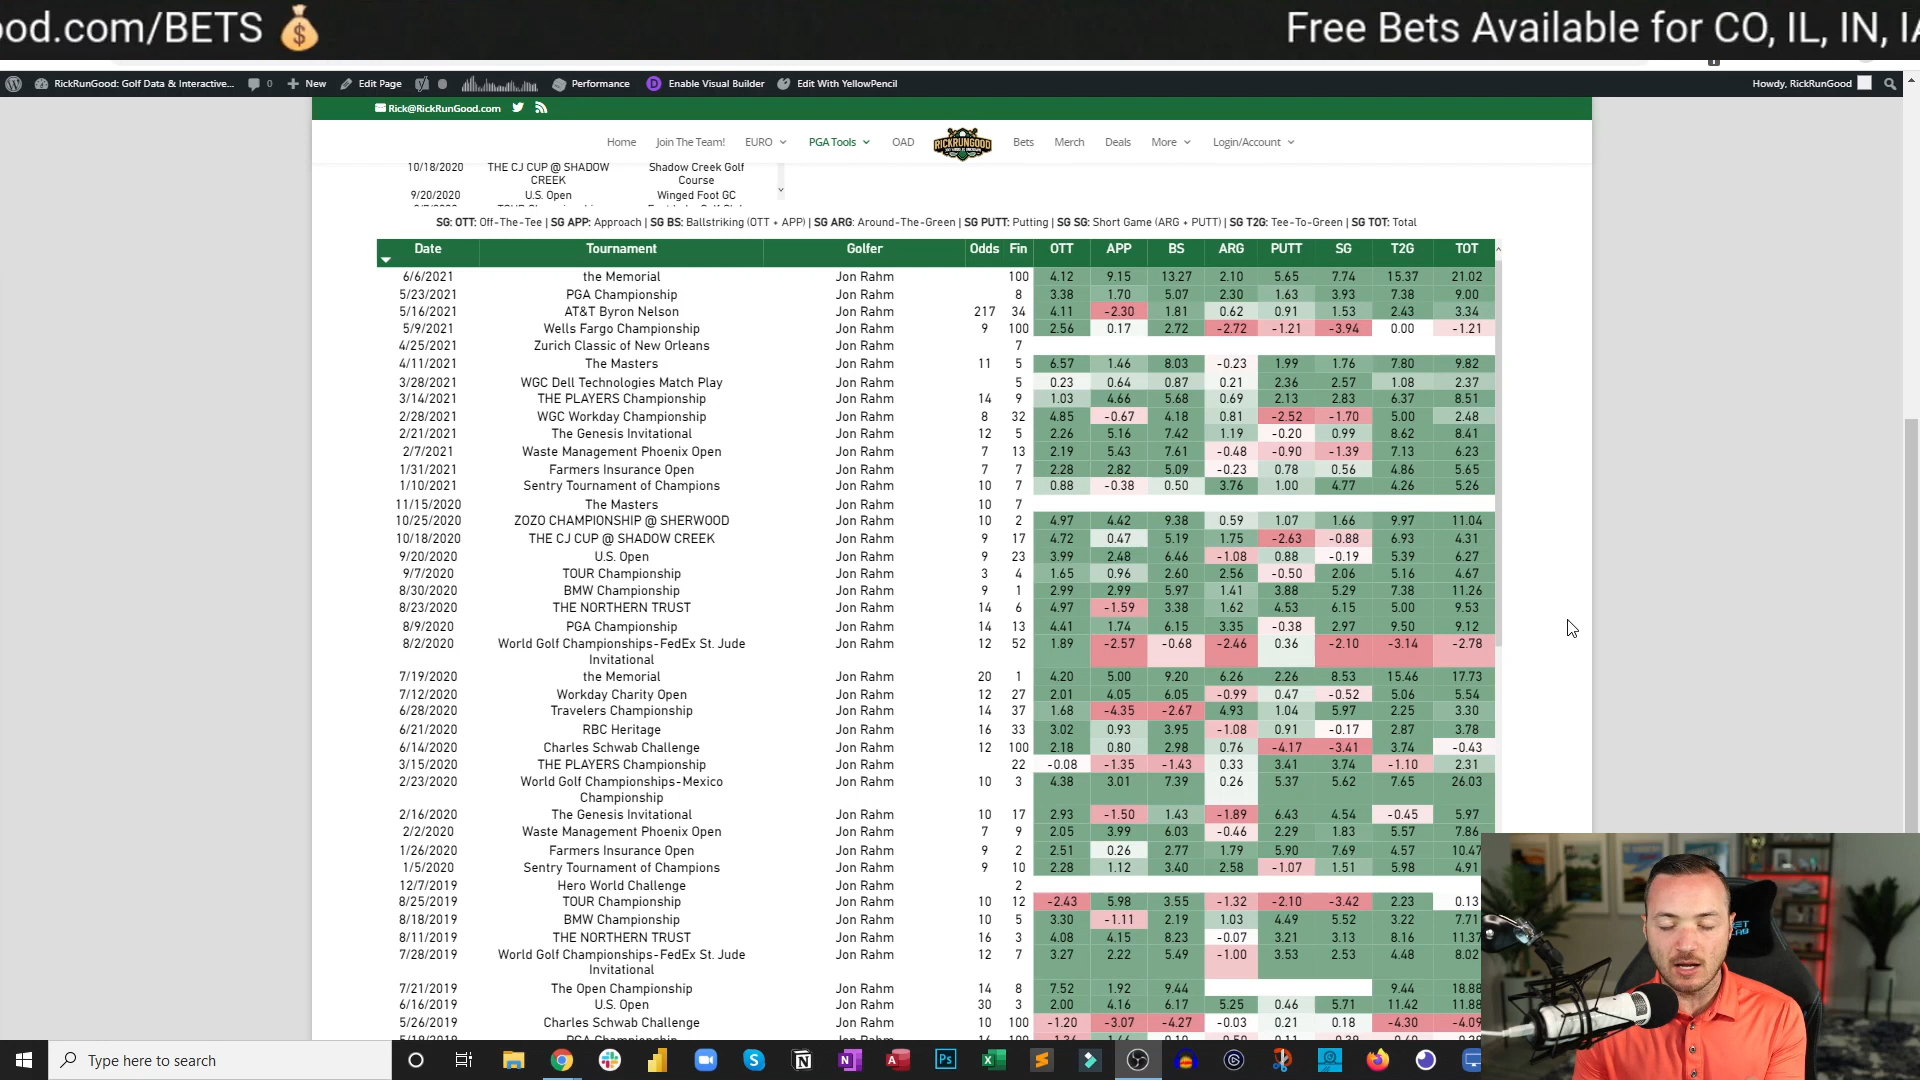 ood.com/BETS 💰 Free Bets Available for CO, IL, IN, IA
RickRunGood: Golf Data & Interactive... 0 New Edit Page Performance Enable Visual Builder Edit With YellowPencil Howdy, RickRunGood
Rick@RickRunGood.com
Home Join The Team! EURO PGA Tools OAD RICKRUNGOOD Bets Merch Deals More Login/Account
10/18/2020 THE CJ CUP @ SHADOW CREEK Shadow Creek Golf Course
9/20/2020 U.S. Open Winged Foot GC
SG: OTT: Off-The-Tee | SG APP: Approach | SG BS: Ballstriking (OTT + APP) | SG ARG: Around-The-Green | SG PUTT: Putting | SG SG: Short Game (ARG + PUTT) | SG T2G: Tee-To-Green | SG TOT: Total
Date Tournament Golfer Odds Fin OTT APP BS ARG PUTT SG T2G TOT
6/6/2021 the Memorial Jon Rahm 100 4.12 9.15 13.27 2.10 5.65 7.74 15.37 21.02
5/23/2021 PGA Championship Jon Rahm 8 3.38 1.70 5.07 2.30 1.63 3.93 7.38 9.00
5/16/2021 AT&T Byron Nelson Jon Rahm 217 34 4.11 -2.30 1.81 0.62 0.91 1.53 2.43 3.34
5/9/2021 Wells Fargo Championship Jon Rahm 9 100 2.56 0.17 2.72 -2.72 -1.21 -3.94 0.00 -1.21
4/25/2021 Zurich Classic of New Orleans Jon Rahm 7
4/11/2021 The Masters Jon Rahm 11 5 6.57 1.46 8.03 -0.23 1.99 1.76 7.80 9.82
3/28/2021 WGC Dell Technologies Match Play Jon Rahm 5 0.23 0.64 0.87 0.21 2.36 2.57 1.08 2.37
3/14/2021 THE PLAYERS Championship Jon Rahm 14 9 1.03 4.66 5.68 0.69 2.13 2.83 6.37 8.51
2/28/2021 WGC Workday Championship Jon Rahm 8 32 4.85 -0.67 4.18 0.81 -2.52 -1.70 5.00 2.48
2/21/2021 The Genesis Invitational Jon Rahm 12 5 2.26 5.16 7.42 1.19 -0.20 0.99 8.62 8.41
2/7/2021 Waste Management Phoenix Open Jon Rahm 7 13 2.19 5.43 7.61 -0.48 -0.90 -1.39 7.13 6.23
1/31/2021 Farmers Insurance Open Jon Rahm 7 7 2.28 2.82 5.09 -0.23 0.78 0.56 4.86 5.65
1/10/2021 Sentry Tournament of Champions Jon Rahm 10 7 0.88 -0.38 0.50 3.76 1.00 4.77 4.26 5.26
11/15/2020 The Masters Jon Rahm 10 7
10/25/2020 ZOZO CHAMPIONSHIP @ SHERWOOD Jon Rahm 10 2 4.97 4.42 9.38 0.59 1.07 1.66 9.97 11.04
10/18/2020 THE CJ CUP @ SHADOW CREEK Jon Rahm 9 17 4.72 0.47 5.19 1.75 -2.63 -0.88 6.93 4.31
9/20/2020 U.S. Open Jon Rahm 9 23 3.99 2.48 6.46 -1.08 0.88 -0.19 5.39 6.27
9/7/2020 TOUR Championship Jon Rahm 3 4 1.65 0.96 2.60 2.56 -0.50 2.06 5.16 4.67
8/30/2020 BMW Championship Jon Rahm 9 1 2.99 2.99 5.97 1.41 3.88 5.29 7.38 11.26
8/23/2020 THE NORTHERN TRUST Jon Rahm 14 6 4.97 -1.59 3.38 1.62 4.53 6.15 5.00 9.53
8/9/2020 PGA Championship Jon Rahm 14 13 4.41 1.74 6.15 3.35 -0.38 2.97 9.50 9.12
8/2/2020 World Golf Championships-FedEx St. Jude Invitational Jon Rahm 12 52 1.89 -2.57 -0.68 -2.46 0.36 -2.10 -3.14 -2.78
7/19/2020 the Memorial Jon Rahm 20 1 4.20 5.00 9.20 6.26 2.26 8.53 15.46 17.73
7/12/2020 Workday Charity Open Jon Rahm 12 27 2.01 4.05 6.05 -0.99 0.47 -0.52 5.06 5.54
6/28/2020 Travelers Championship Jon Rahm 14 37 1.68 -4.35 -2.67 4.93 1.04 5.97 2.25 3.30
6/21/2020 RBC Heritage Jon Rahm 16 33 3.02 0.93 3.95 -1.08 0.91 -0.17 2.87 3.78
6/14/2020 Charles Schwab Challenge Jon Rahm 12 100 2.18 0.80 2.98 0.76 -4.17 -3.41 3.74 -0.43
3/15/2020 THE PLAYERS Championship Jon Rahm 22 -0.08 -1.35 -1.43 0.33 3.41 3.74 -1.10 2.31
2/23/2020 World Golf Championships-Mexico Championship Jon Rahm 10 3 4.38 3.01 7.39 0.26 5.37 5.62 7.65 26.03
2/16/2020 The Genesis Invitational Jon Rahm 10 17 2.93 -1.50 1.43 -1.89 6.43 4.54 -0.45 5.97
2/2/2020 Waste Management Phoenix Open Jon Rahm 7 9 2.05 3.99 6.03 -0.46 2.29 1.83 5.57 7.86
1/26/2020 Farmers Insurance Open Jon Rahm 9 2 2.51 0.26 2.77 1.79 5.90 7.69 4.57 10.47
1/5/2020 Sentry Tournament of Champions Jon Rahm 9 10 2.28 1.12 3.40 2.58 -1.07 1.51 5.98 4.91
12/7/2019 Hero World Challenge Jon Rahm 2
8/25/2019 TOUR Championship Jon Rahm 10 12 -2.43 5.98 3.55 -1.32 -2.10 -3.42 2.23 0.13
8/18/2019 BMW Championship Jon Rahm 10 5 3.30 -1.11 2.19 1.03 4.49 5.52 3.22 7.71
8/11/2019 THE NORTHERN TRUST Jon Rahm 16 3 4.08 4.15 8.23 -0.07 3.21 3.13 8.16 11.37
7/28/2019 World Golf Championships-FedEx St. Jude Invitational Jon Rahm 12 7 3.27 2.22 5.49 -1.00 3.53 2.53 4.48 8.02
7/21/2019 The Open Championship Jon Rahm 14 8 7.52 1.92 9.44 9.44 18.88
6/16/2019 U.S. Open Jon Rahm 30 3 2.00 4.16 6.17 5.25 0.46 5.71 11.42 11.88
5/26/2019 Charles Schwab Challenge Jon Rahm 10 100 -1.20 -3.07 -4.27 -0.03 0.21 0.18 -4.30 -4.09
Type here to search